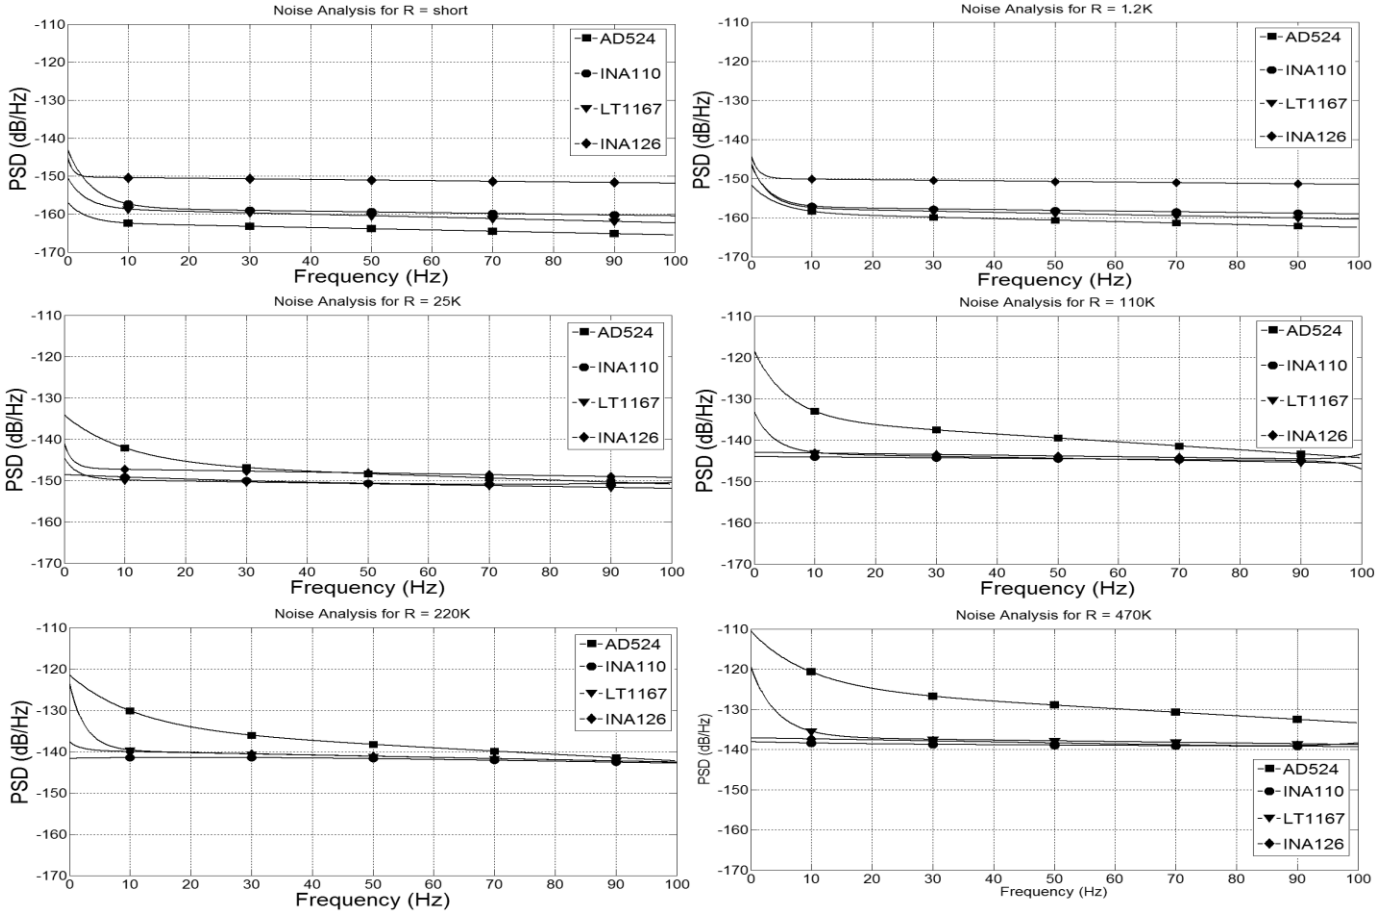 Noise Analysis for R = short
PSD (dB/Hz)
-110
-120
-130
-140
-150
-160
-170
0 10 20 30 40 50 60 70 80 90 100
Frequency (Hz)
AD524
INA110
LT1167
INA126
Noise Analysis for R = 1.2K
PSD (dB/Hz)
-110
-120
-130
-140
-150
-160
-170
0 10 20 30 40 50 60 70 80 90 100
Frequency (Hz)
AD524
INA110
LT1167
INA126
Noise Analysis for R = 25K
PSD (dB/Hz)
-110
-120
-130
-140
-150
-160
-170
0 10 20 30 40 50 60 70 80 90 100
Frequency (Hz)
AD524
INA110
LT1167
INA126
Noise Analysis for R = 110K
PSD (dB/Hz)
-110
-120
-130
-140
-150
-160
-170
0 10 20 30 40 50 60 70 80 90 100
Frequency (Hz)
AD524
INA110
LT1167
INA126
Noise Analysis for R = 220K
PSD (dB/Hz)
-110
-120
-130
-140
-150
-160
-170
0 10 20 30 40 50 60 70 80 90 100
Frequency (Hz)
AD524
INA110
LT1167
INA126
Noise Analysis for R = 470K
PSD (dB/Hz)
-110
-120
-130
-140
-150
-160
-170
0 10 20 30 40 50 60 70 80 90 100
Frequency (Hz)
AD524
INA110
LT1167
INA126